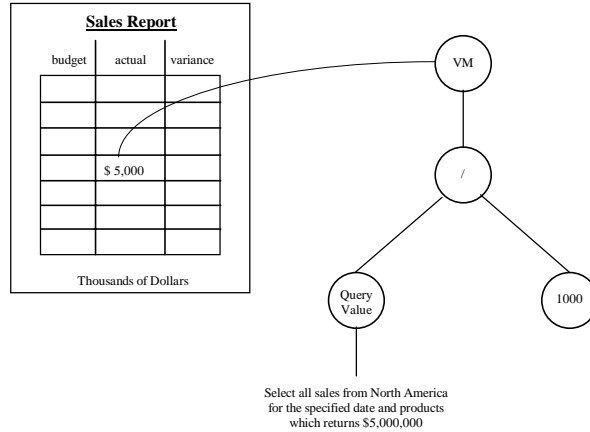 Sales Report
budget actual variance
$ 5,000
Thousands of Dollars
VM
/
Query
Value
1000
Select all sales from North America
for the specified date and products
which returns $5,000,000